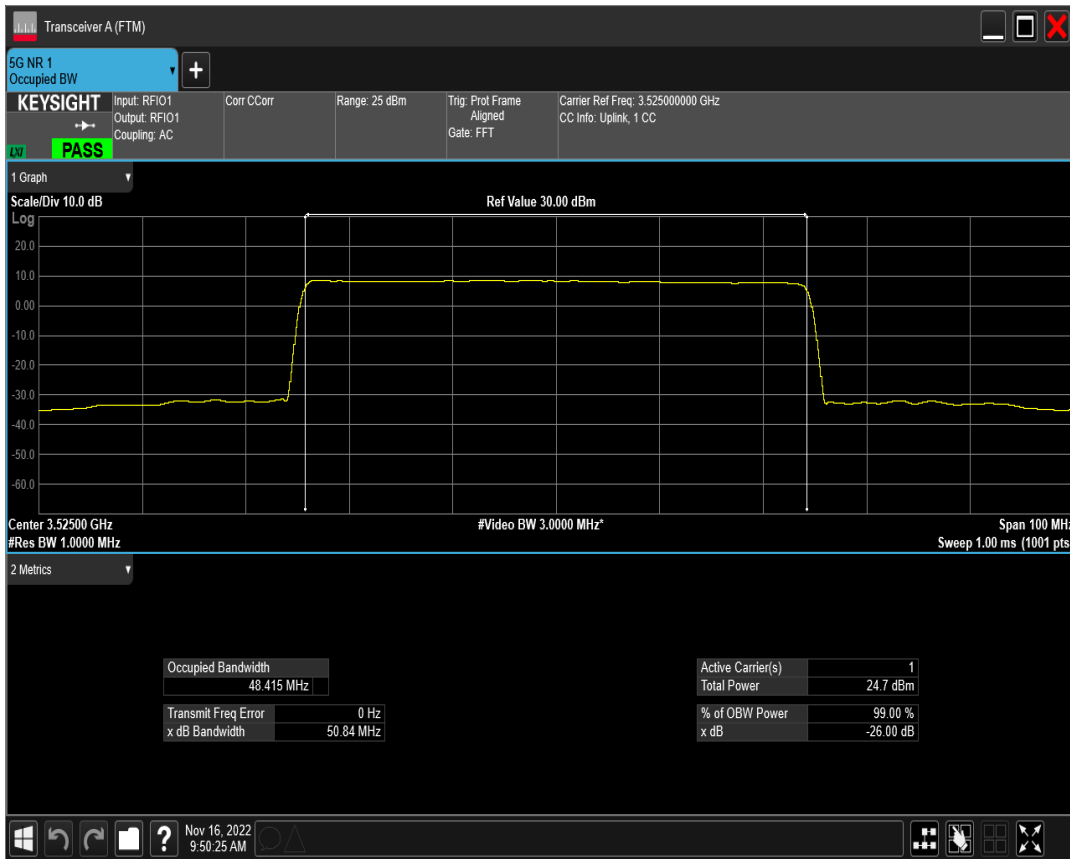 Transceiver A (FTM)
5G NR 1
Occupied BW
+
KEYSIGHT
LXI
PASS
Input: RFIO1
Output: RFIO1
Coupling: AC
Corr CCorr
Range: 25 dBm
Trig: Prot Frame
Aligned
Gate: FFT
Carrier Ref Freq: 3.525000000 GHz
CC Info: Uplink, 1 CC
1 Graph
Scale/Div 10.0 dB
Ref Value 30.00 dBm
Log
20.0
10.0
0.00
-10.0
-20.0
-30.0
-40.0
-50.0
-60.0
Center 3.52500 GHz
#Video BW 3.0000 MHz*
Span 100 MHz
#Res BW 1.0000 MHz
Sweep 1.00 ms (1001 pts
2 Metrics
Occupied Bandwidth
48.415 MHz
Transmit Freq Error 0 Hz
x dB Bandwidth 50.84 MHz
Active Carrier(s) 1
Total Power 24.7 dBm
% of OBW Power 99.00 %
x dB -26.00 dB
?
Nov 16, 2022
9:50:25 AM